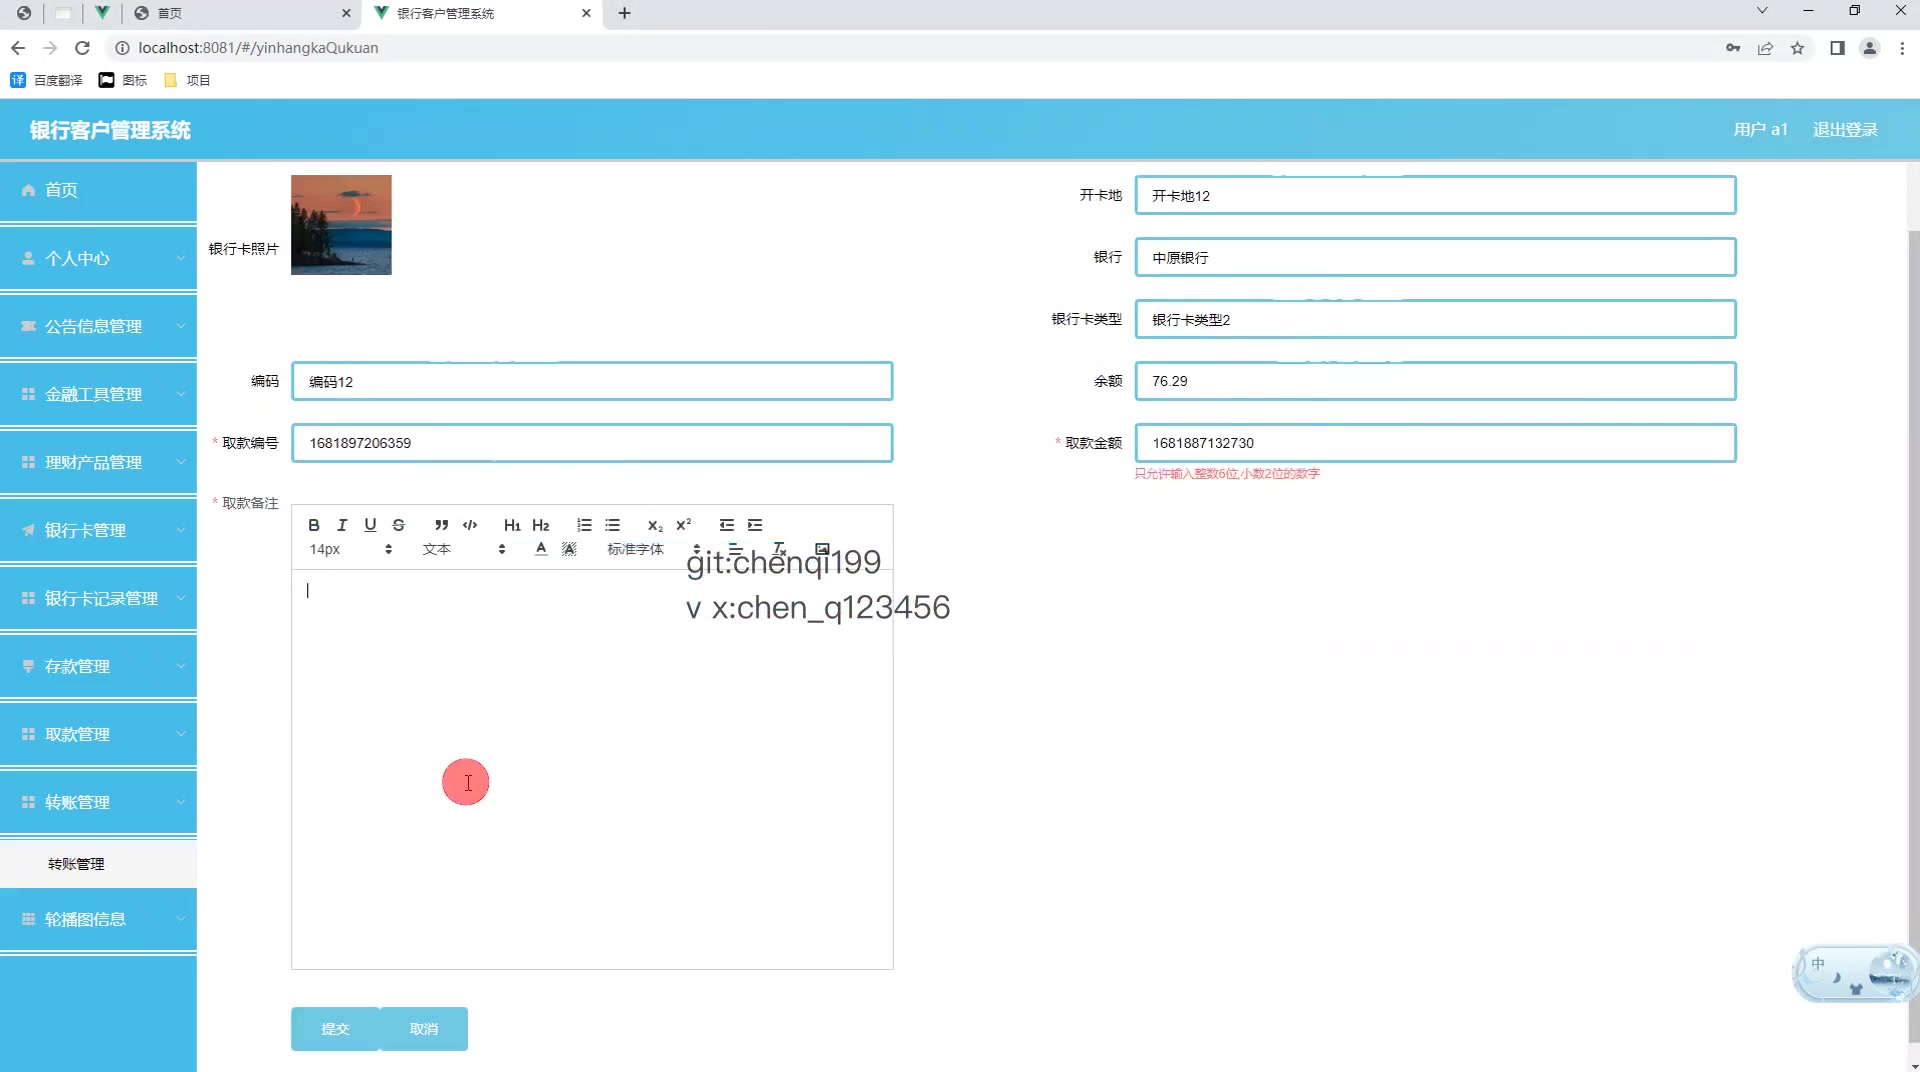 首页
银行客户管理系统
localhost:8081/#/yinhangkaQukuan
百度翻译
图标
项目
银行客户管理系统
用户 a1
退出登录
首页
个人中心
公告信息管理
金融工具管理
理财产品管理
银行卡管理
银行卡记录管理
存款管理
取款管理
转账管理
转账管理
轮播图信息
银行卡照片
开卡地
开卡地12
银行
中原银行
银行卡类型
银行卡类型2
编码
编码12
余额
76.29
* 取款编号
1681897206359
* 取款金额
1681887132730
只允许输入整数6位,小数2位的数字
* 取款备注
14px
文本
标准字体
git:chenqi199
v x:chen_q123456
提交
取消
中